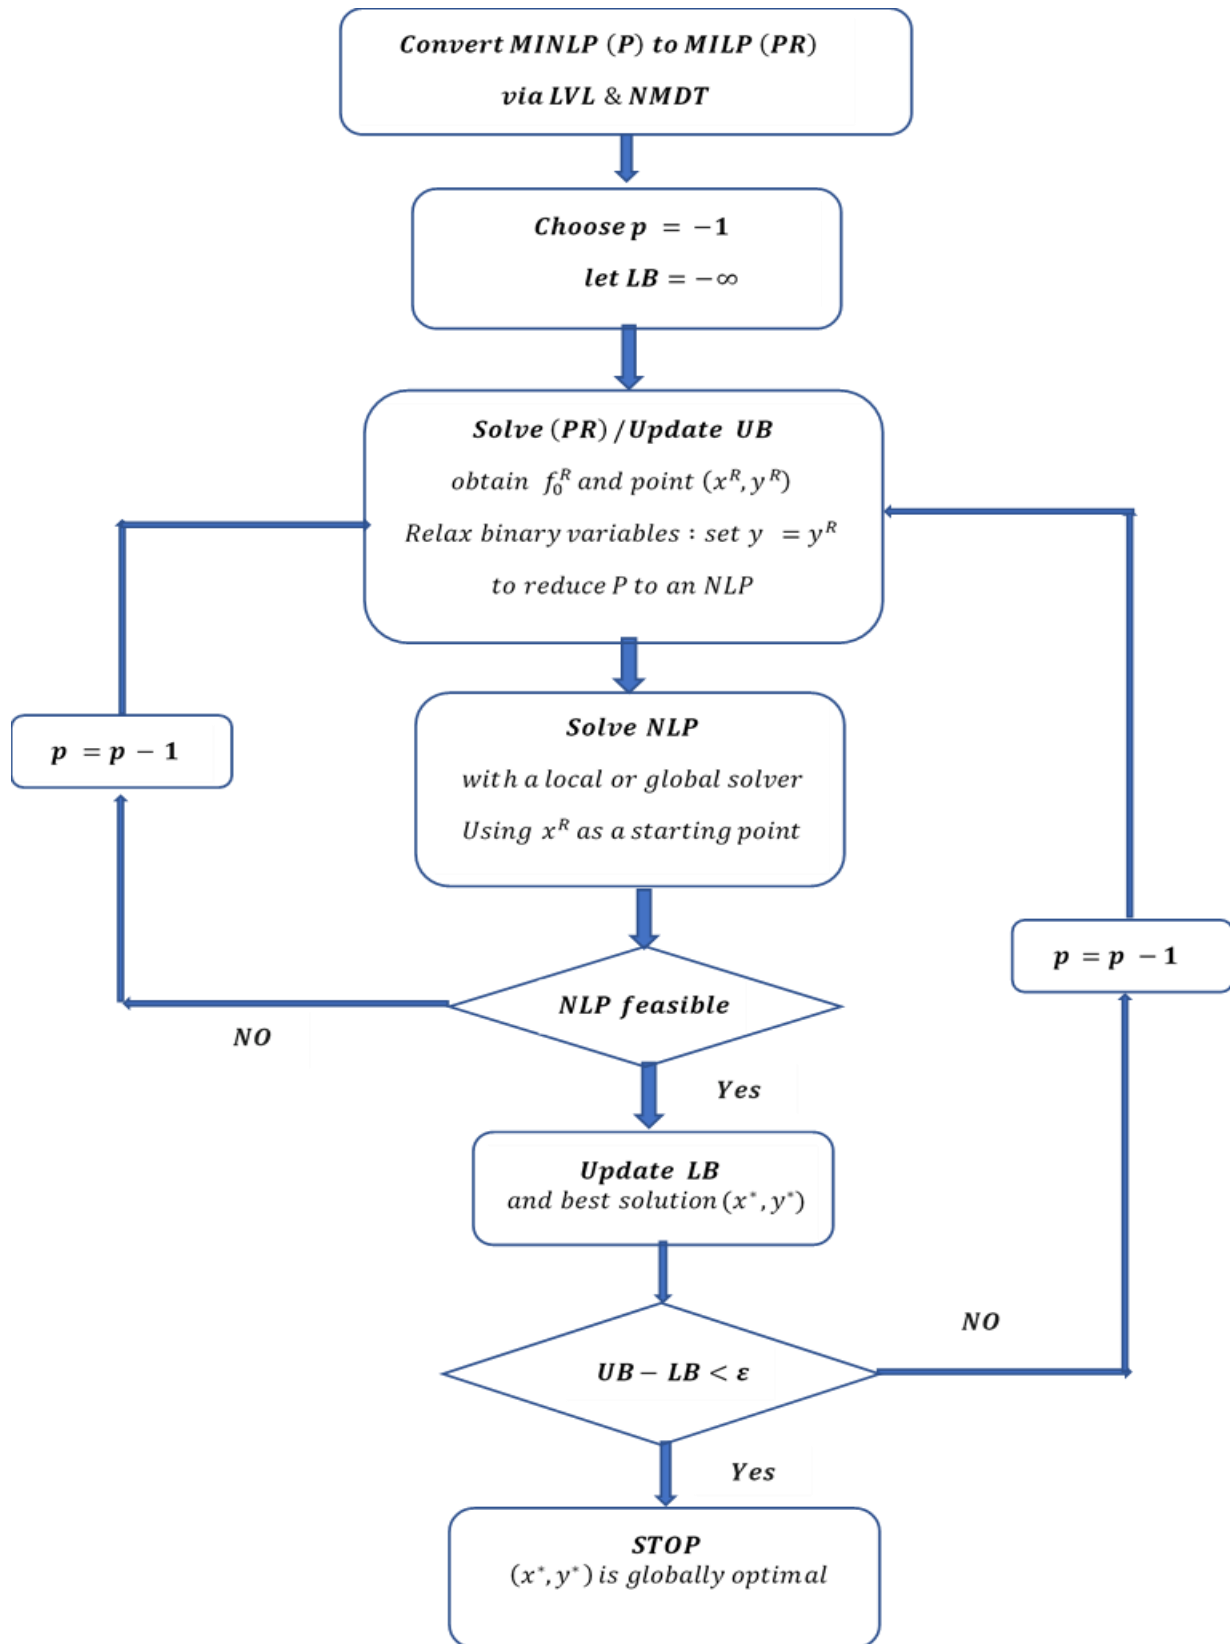 Convert MINLP (P) to MILP (PR)
via LVL & NMDT
Choose p = −1
let LB = −∞
Solve (PR) /Update UB
obtain f₀ᴿ and point (xᴿ, yᴿ)
Relax binary variables : set y = yᴿ
to reduce P to an NLP
Solve NLP
with a local or global solver
Using xᴿ as a starting point
p = p − 1
p = p − 1
NLP feasible
NO
Yes
Update LB
and best solution (x*, y*)
UB − LB < ε
NO
Yes
STOP
(x*, y*) is globally optimal